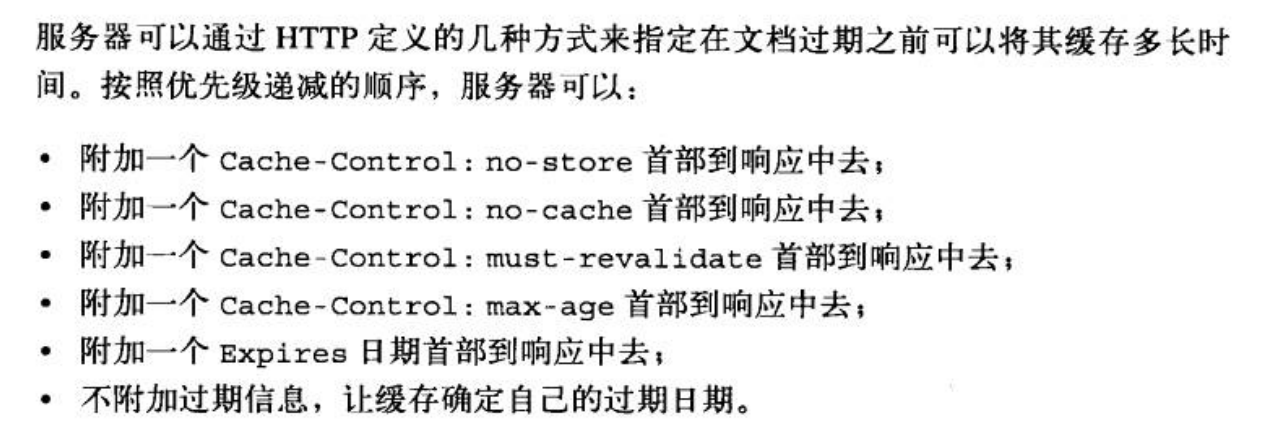 服务器可以通过 HTTP 定义的几种方式来指定在文档过期之前可以将其缓存多长时
间。按照优先级递减的顺序，服务器可以：
• 附加一个 Cache-Control: no-store 首部到响应中去；
• 附加一个 Cache-Control: no-cache 首部到响应中去；
• 附加一个 Cache-Control: must-revalidate 首部到响应中去；
• 附加一个 Cache-Control: max-age 首部到响应中去；
• 附加一个 Expires 日期首部到响应中去；
• 不附加过期信息，让缓存确定自己的过期日期。